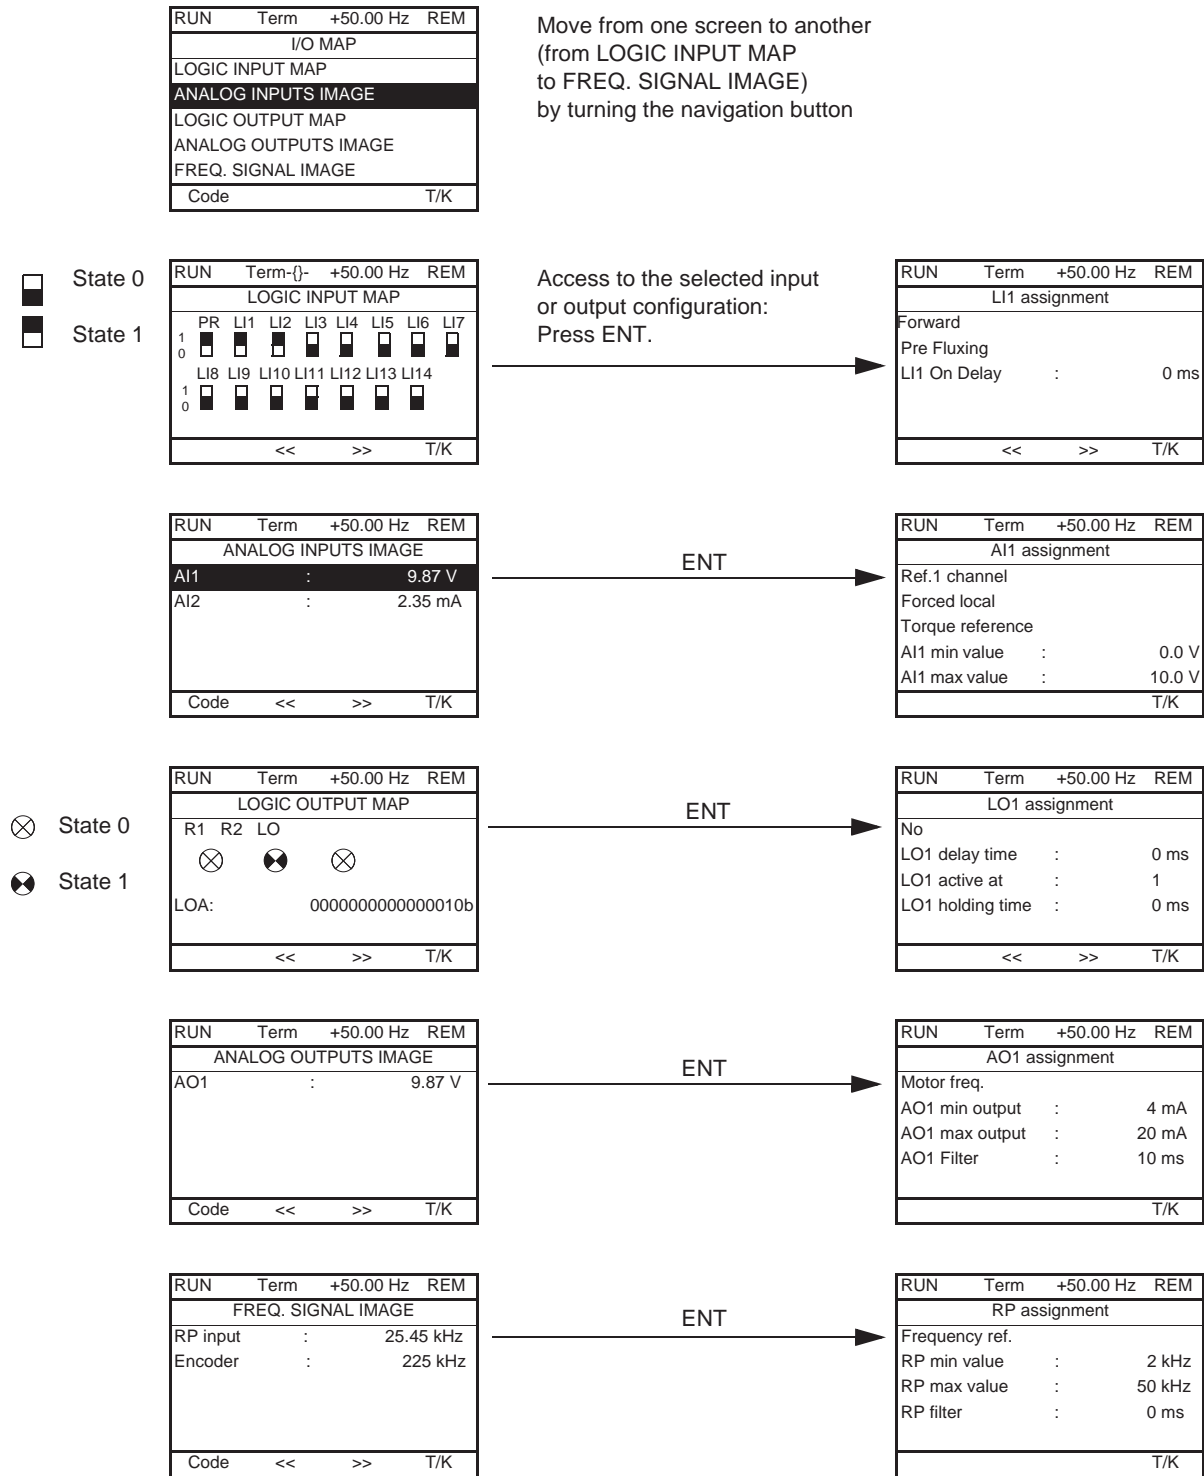 RUN Term +50.00 Hz REM
I/O MAP
LOGIC INPUT MAP
ANALOG INPUTS IMAGE
LOGIC OUTPUT MAP
ANALOG OUTPUTS IMAGE
FREQ. SIGNAL IMAGE
Code T/K
Move from one screen to another
(from LOGIC INPUT MAP
to FREQ. SIGNAL IMAGE)
by turning the navigation button
State 0
State 1
RUN Term-{}- +50.00 Hz REM
LOGIC INPUT MAP
PR LI1 LI2 LI3 LI4 LI5 LI6 LI7
1
0
LI8 LI9 LI10 LI11 LI12 LI13 LI14
1
0
<< >> T/K
Access to the selected input
or output configuration:
Press ENT.
RUN Term +50.00 Hz REM
LI1 assignment
Forward
Pre Fluxing
LI1 On Delay : 0 ms
<< >> T/K
RUN Term +50.00 Hz REM
ANALOG INPUTS IMAGE
AI1 : 9.87 V
AI2 : 2.35 mA
Code << >> T/K
ENT
RUN Term +50.00 Hz REM
AI1 assignment
Ref.1 channel
Forced local
Torque reference
AI1 min value : 0.0 V
AI1 max value : 10.0 V
T/K
State 0
State 1
RUN Term +50.00 Hz REM
LOGIC OUTPUT MAP
R1 R2 LO
LOA: 0000000000000010b
<< >> T/K
ENT
RUN Term +50.00 Hz REM
LO1 assignment
No
LO1 delay time : 0 ms
LO1 active at : 1
LO1 holding time : 0 ms
<< >> T/K
RUN Term +50.00 Hz REM
ANALOG OUTPUTS IMAGE
AO1 : 9.87 V
Code << >> T/K
ENT
RUN Term +50.00 Hz REM
AO1 assignment
Motor freq.
AO1 min output : 4 mA
AO1 max output : 20 mA
AO1 Filter : 10 ms
T/K
RUN Term +50.00 Hz REM
FREQ. SIGNAL IMAGE
RP input : 25.45 kHz
Encoder : 225 kHz
Code << >> T/K
ENT
RUN Term +50.00 Hz REM
RP assignment
Frequency ref.
RP min value : 2 kHz
RP max value : 50 kHz
RP filter : 0 ms
T/K